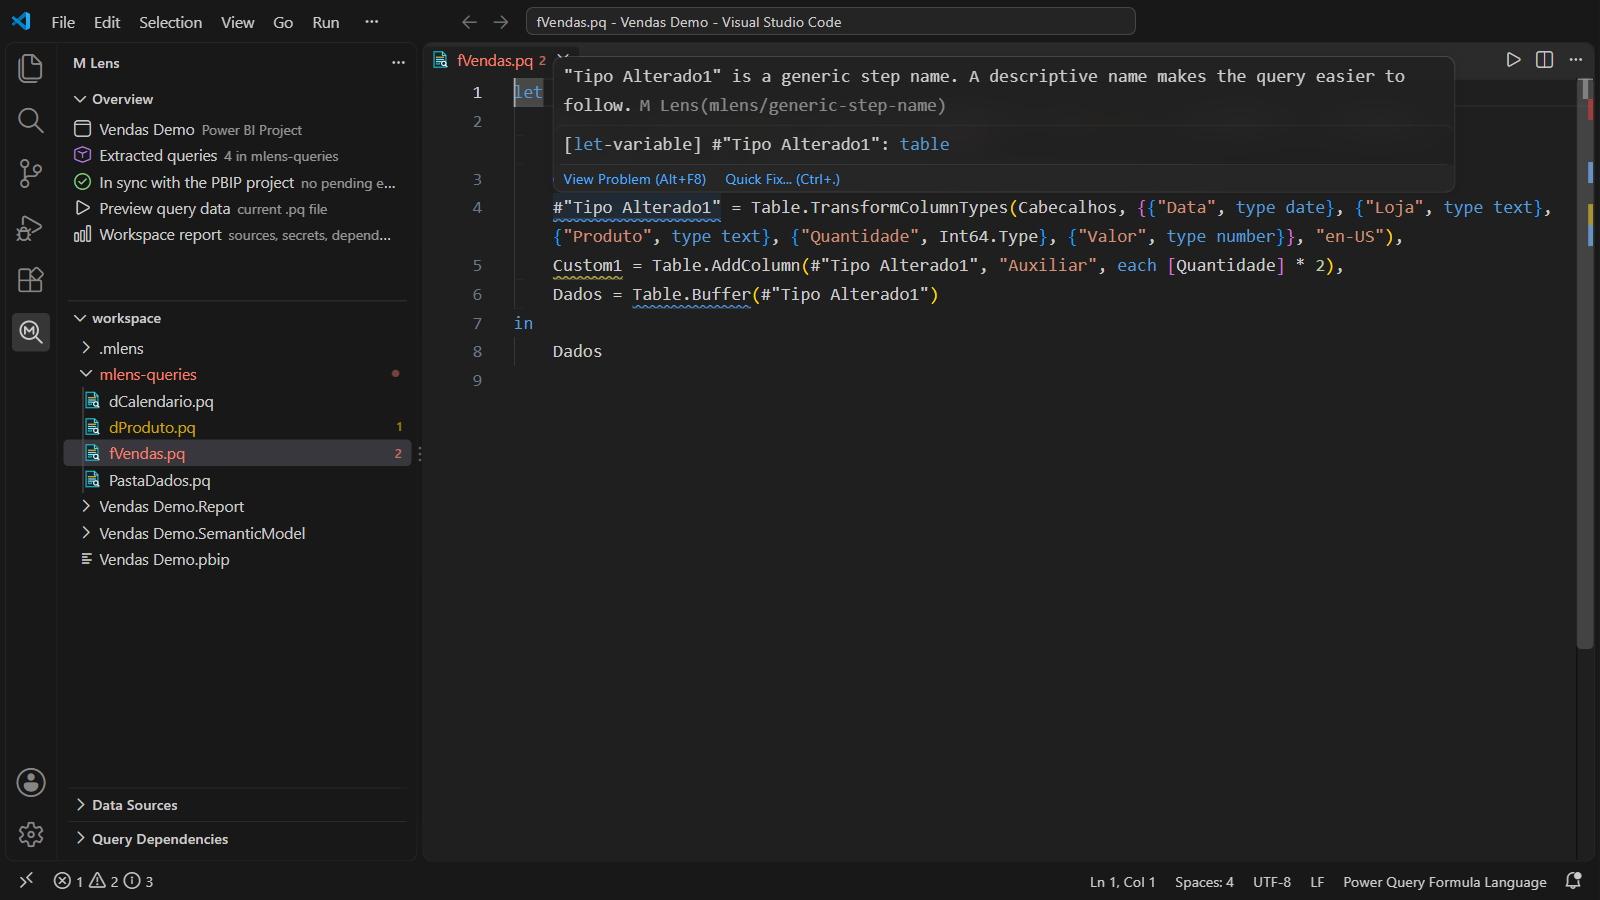 File Edit Selection View Go Run ···
fVendas.pq - Vendas Demo - Visual Studio Code
M Lens ···
Overview
Vendas Demo Power BI Project
Extracted queries 4 in mlens-queries
In sync with the PBIP project no pending e...
Preview query data current .pq file
Workspace report sources, secrets, depend...
workspace
.mlens
mlens-queries
dCalendario.pq
dProduto.pq 1
fVendas.pq 2
PastaDados.pq
Vendas Demo.Report
Vendas Demo.SemanticModel
Vendas Demo.pbip
Data Sources
Query Dependencies
fVendas.pq 2
"Tipo Alterado1" is a generic step name. A descriptive name makes the query easier to
follow. M Lens(mlens/generic-step-name)
[let-variable] #"Tipo Alterado1": table
View Problem (Alt+F8) Quick Fix... (Ctrl+.)
1 let
2
3
4 #"Tipo Alterado1" = Table.TransformColumnTypes(Cabecalhos, {{"Data", type date}, {"Loja", type text},
{"Produto", type text}, {"Quantidade", Int64.Type}, {"Valor", type number}}, "en-US"),
5 Custom1 = Table.AddColumn(#"Tipo Alterado1", "Auxiliar", each [Quantidade] * 2),
6 Dados = Table.Buffer(#"Tipo Alterado1")
7 in
8 Dados
9
1 2 3
Ln 1, Col 1 Spaces: 4 UTF-8 LF Power Query Formula Language